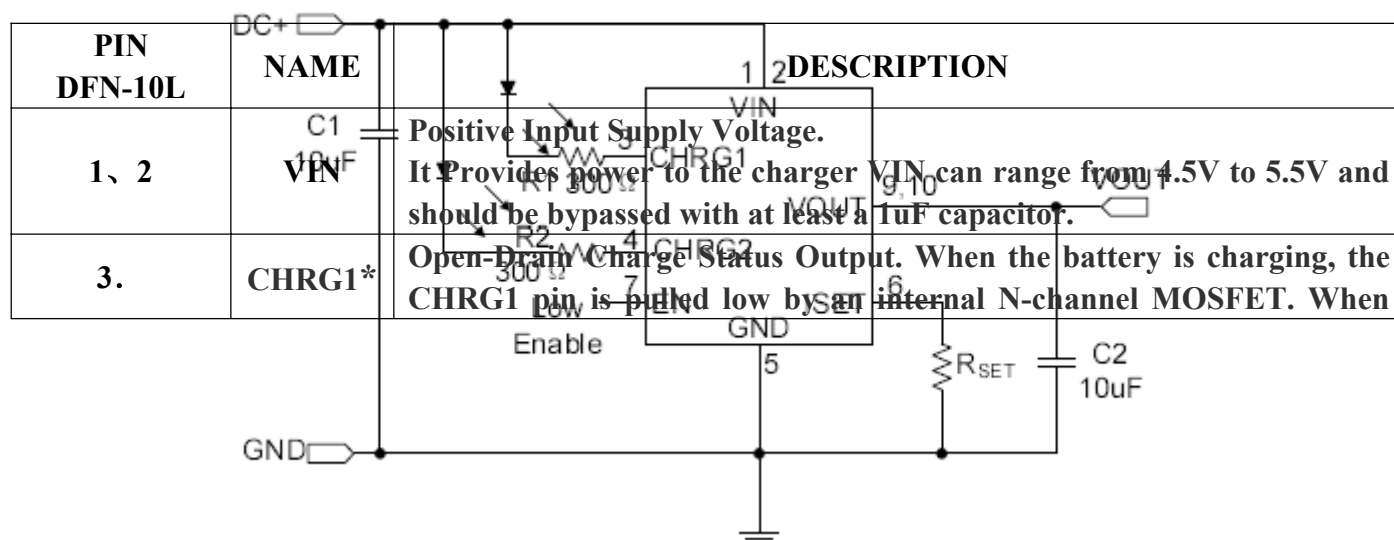 DC+
PIN
DFN-10L
NAME
DESCRIPTION
1 2
VIN
1、2
VIN
Positive Input Supply Voltage.
It Provides power to the charger VIN can range from 4.5V to 5.5V and
should be bypassed with at least a 1uF capacitor.
C1
10uF
3
CHRG1
R1 300Ω
9,10
VOUT
VOUT
3.
CHRG1*
Open-Drain Charge Status Output. When the battery is charging, the
CHRG1 pin is pulled low by an internal N-channel MOSFET. When
R2
300Ω
4
CHRG2
7
EN
Low
Enable
6
ISET
GND
5
RSET
C2
10uF
GND